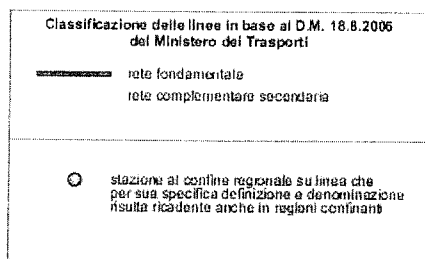 Classificazione delle linee in base al D.M. 18.8.2006
del Ministero dei Trasporti
rete fondamentale
rete complementare secondaria
stazione al confine regionale su linea che
per sua specifica definizione e denominazione
risulta ricadente anche in regioni confinanti